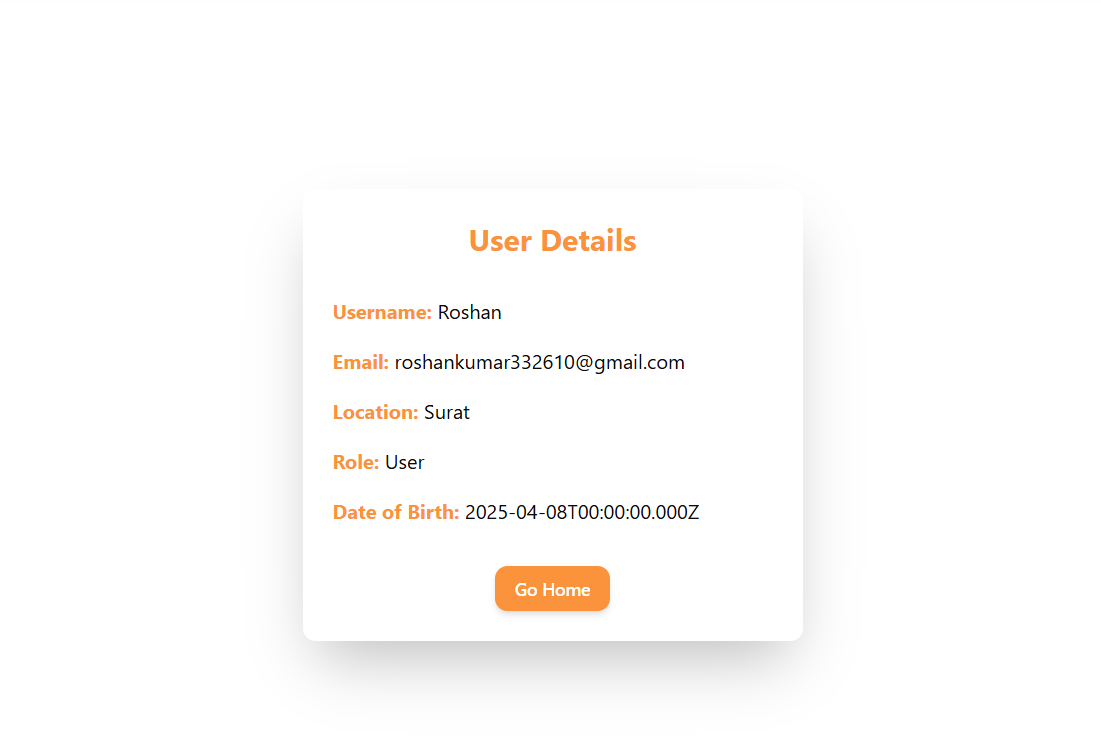 User Details
Username: Roshan
Email: roshankumar332610@gmail.com
Location: Surat
Role: User
Date of Birth: 2025-04-08T00:00:00.000Z
Go Home